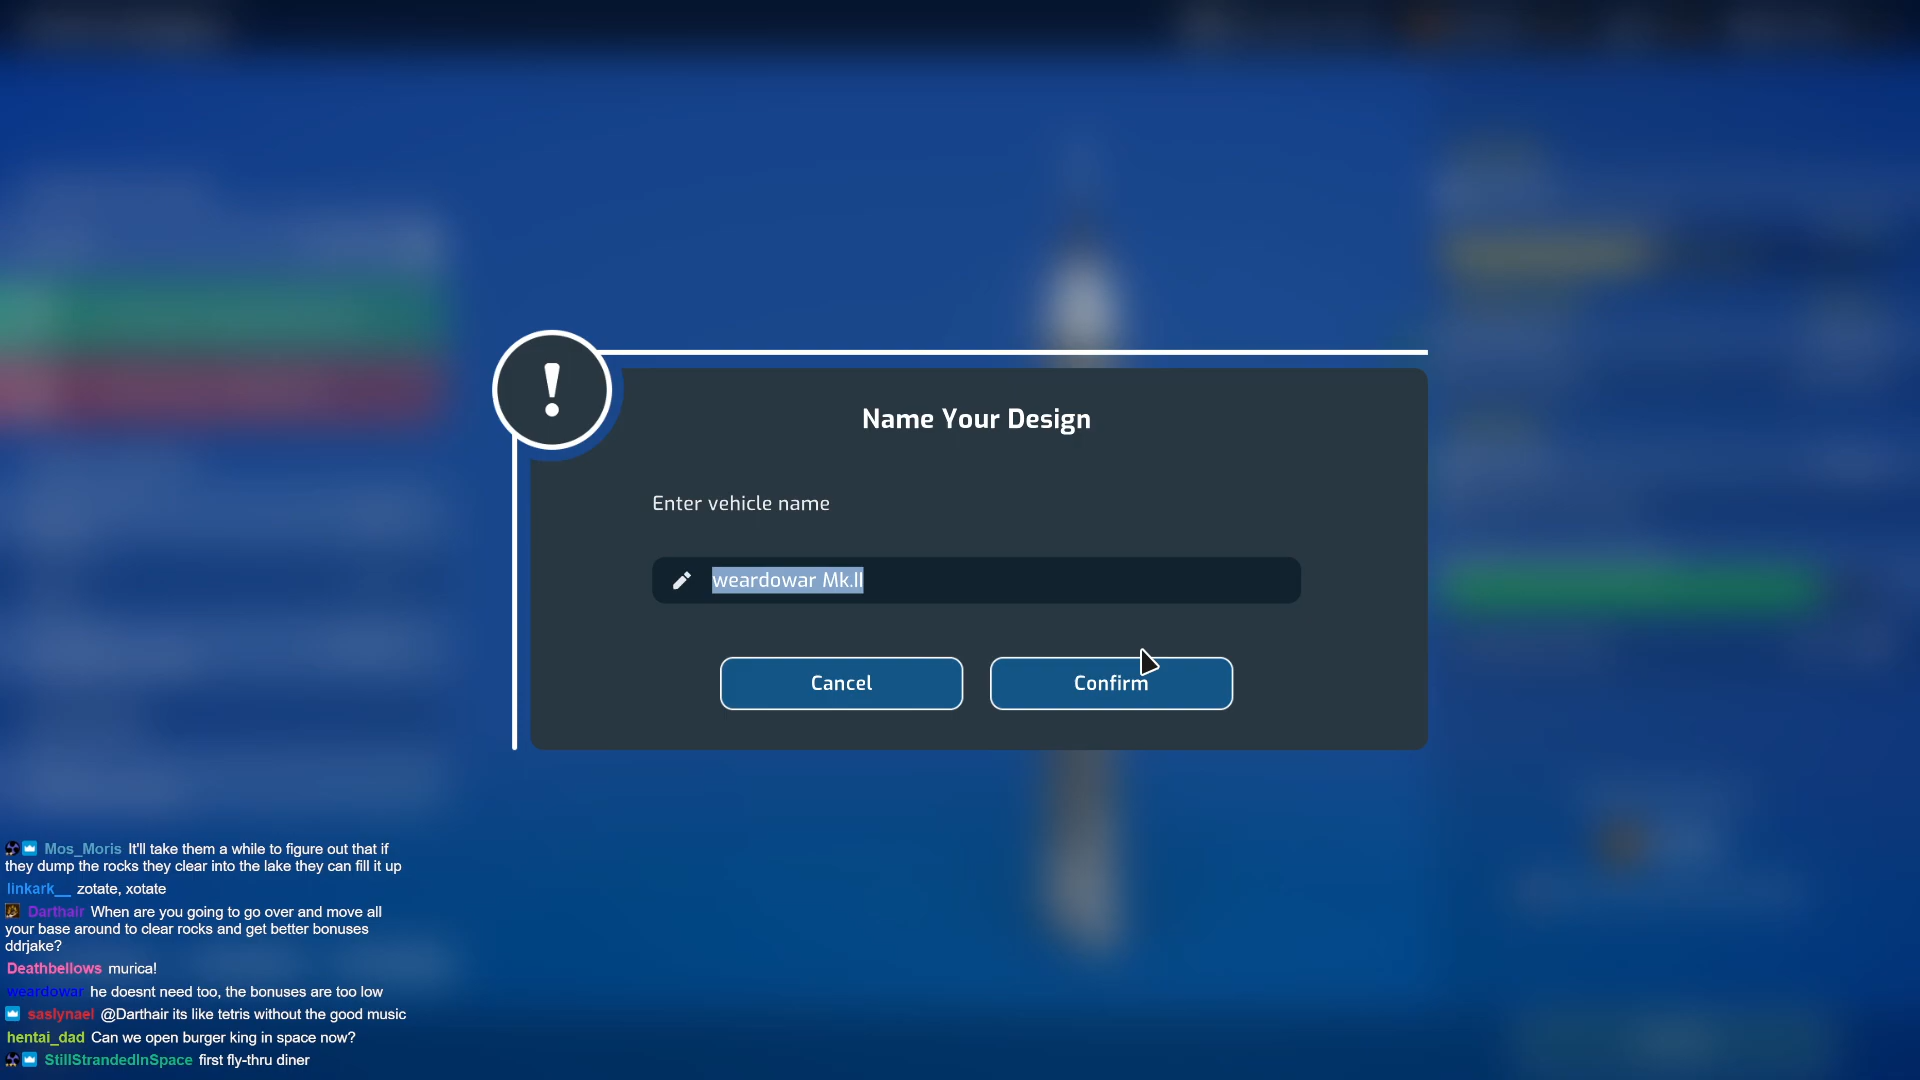 Name Your Design
Enter vehicle name
weardowar Mk.II
Cancel
Confirm
Mos_Moris It'll take them a while to figure out that if
they dump the rocks they clear into the lake they can fill it up
linkark__ zotate, xotate
Darthair When are you going to go over and move all
your base around to clear rocks and get better bonuses
ddrjake?
Deathbellows murica!
weardowar he doesnt need too, the bonuses are too low
saslynael @Darthair its like tetris without the good music
hentai_dad Can we open burger king in space now?
StillStrandedInSpace first fly-thru diner